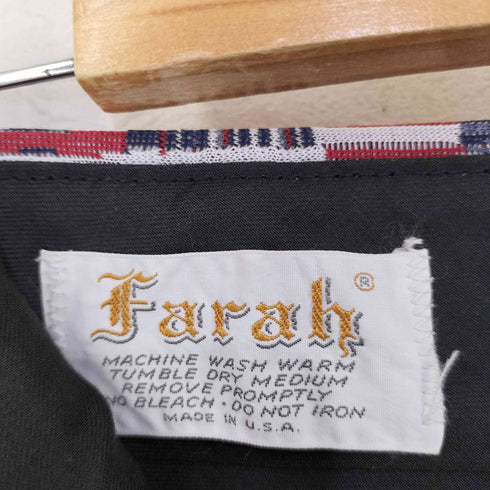 Farah®
MACHINE WASH WARM
TUMBLE DRY MEDIUM
REMOVE PROMPTLY
NO BLEACH · DO NOT IRON
MADE IN U.S.A.